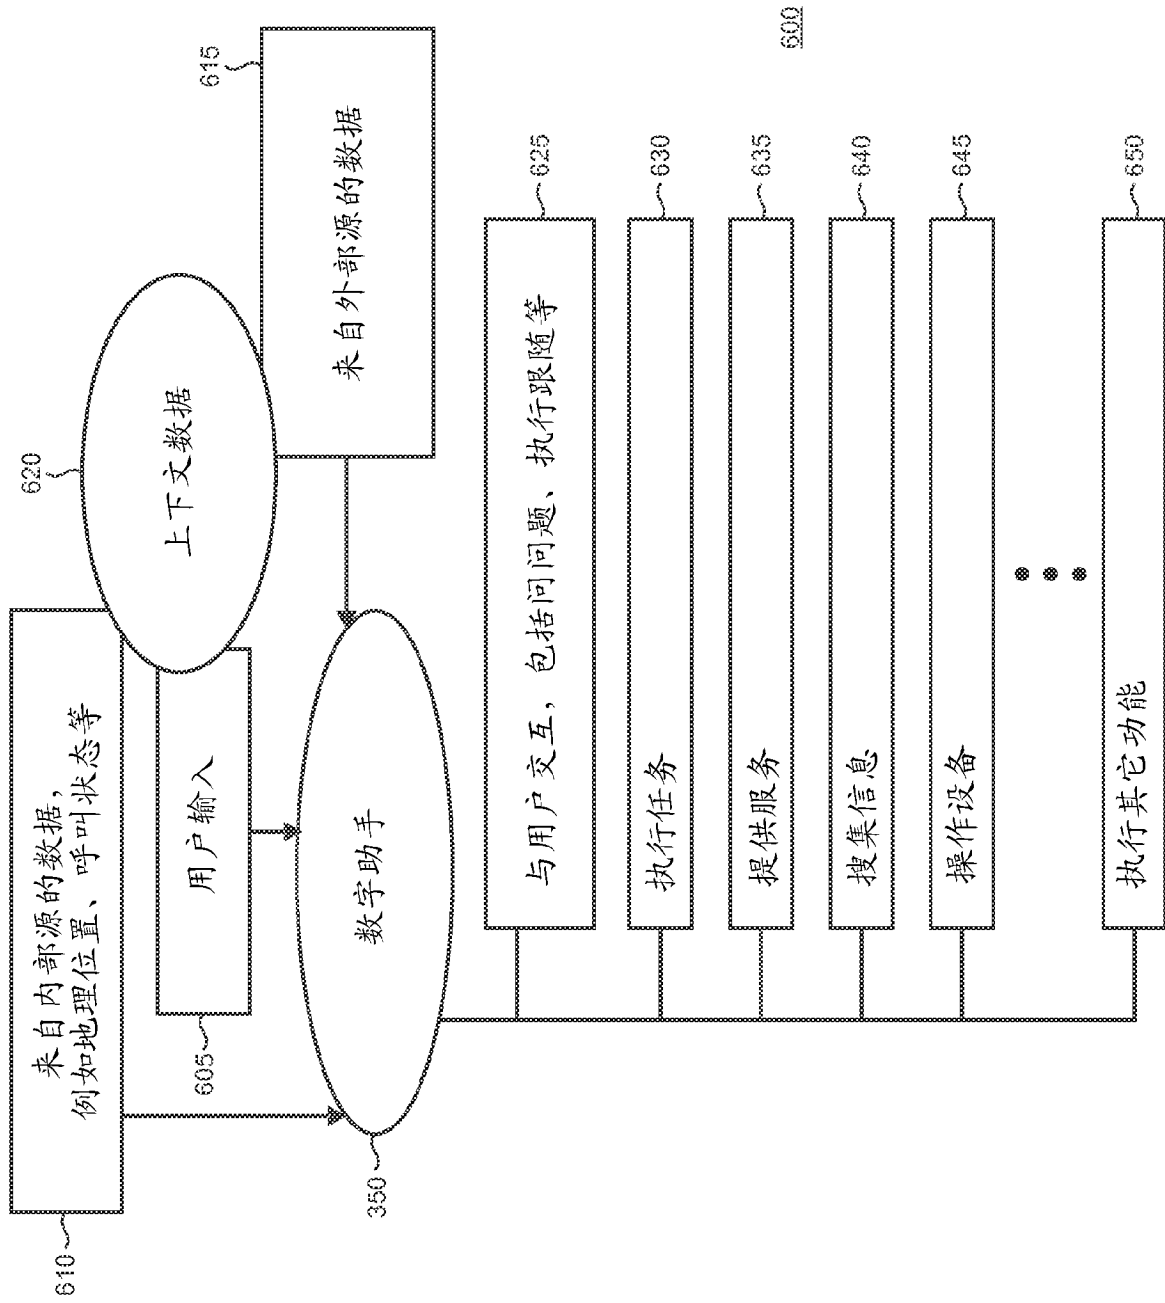 610
来自内部源的数据,
例如地理位置、呼叫状态等
605
用户输入
620
上下文数据
615
来自外部源的数据
350
数字助手
与用户交互, 包括问问题、执行跟随等
625
执行任务
630
提供服务
635
搜集信息
640
操作设备
645
执行其它功能
650
600